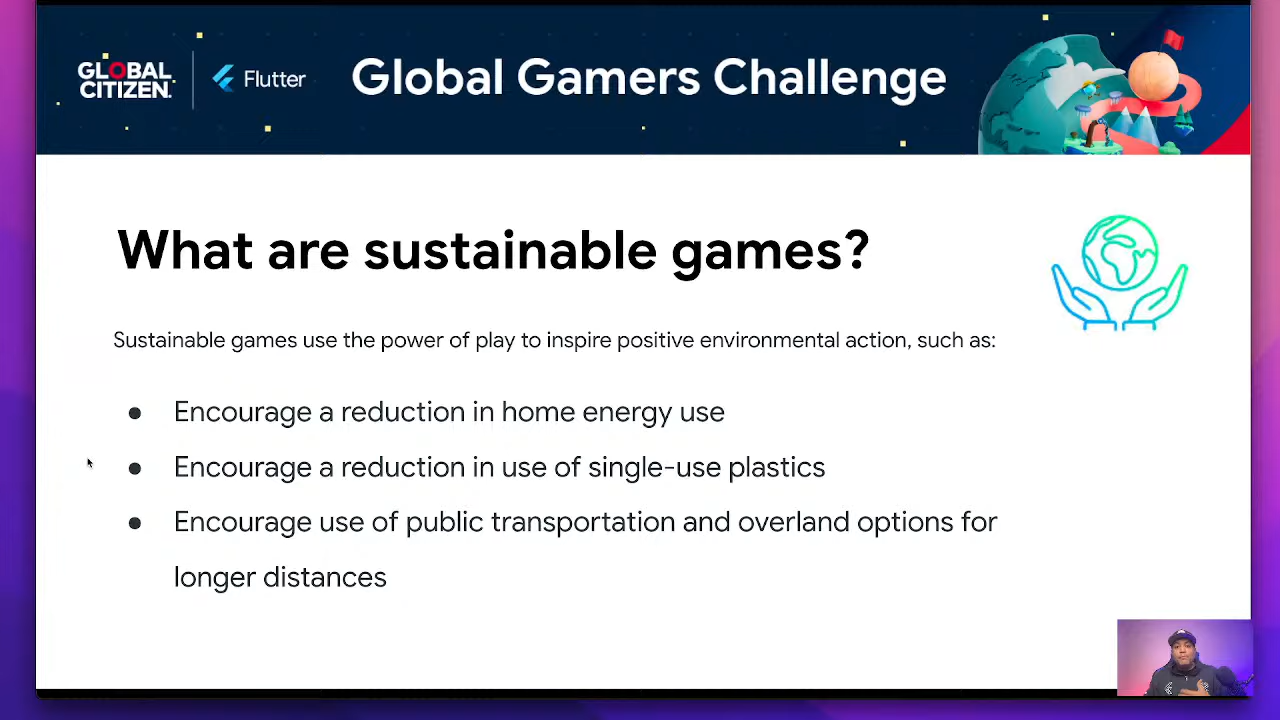 GLOBAL
CITIZEN.
Flutter
Global Gamers Challenge
What are sustainable games?
Sustainable games use the power of play to inspire positive environmental action, such as:
● Encourage a reduction in home energy use
● Encourage a reduction in use of single-use plastics
● Encourage use of public transportation and overland options for
longer distances